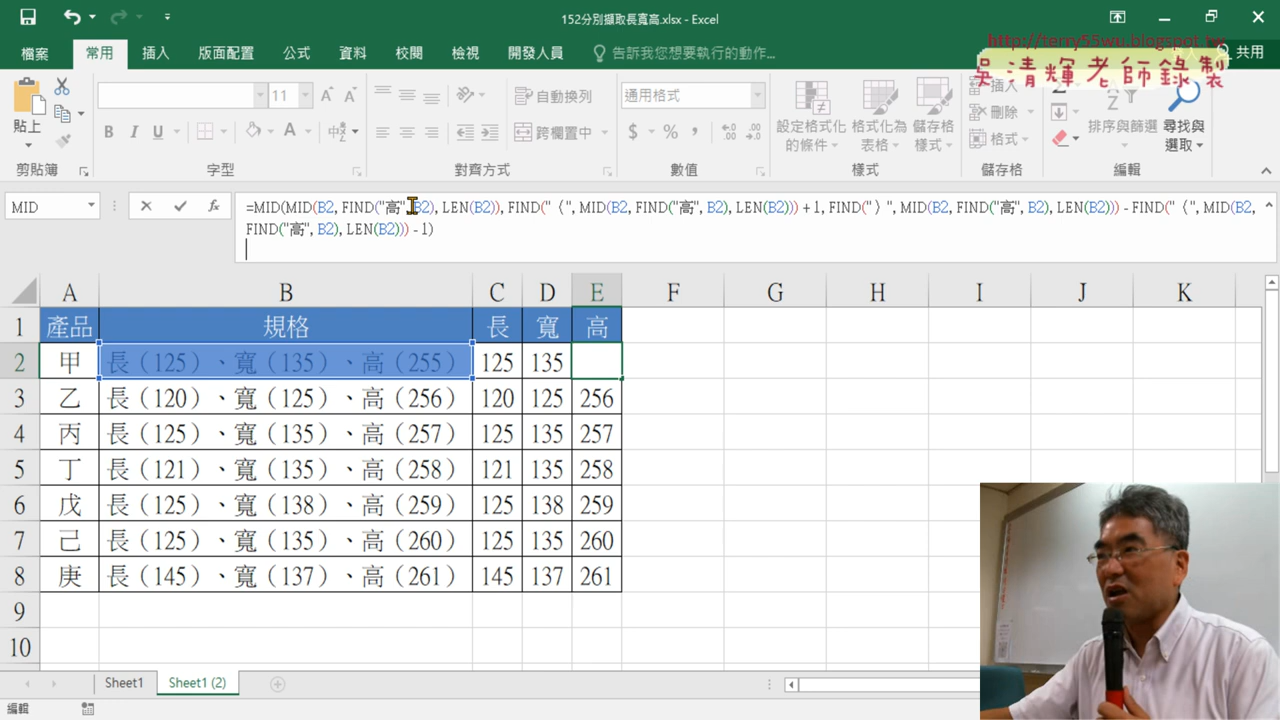 152分別擷取長寬高.xlsx - Excel
http://terry55wu.blogspot.tw
吳清輝老師錄製
檔案 常用 插入 版面配置 公式 資料 校閱 檢視 開發人員 告訴我您想要執行的動作... 共用
貼上 11 A A B I U A 中 自動換列 跨欄置中 通用格式 $ % , 設定格式化的條件 格式化為表格 儲存格樣式 插入 刪除 格式 排序與篩選 尋找與選取
剪貼簿 字型 對齊方式 數值 樣式 儲存格 編輯
MID fx =MID(MID(B2, FIND("高", B2), LEN(B2)), FIND("（", MID(B2, FIND("高", B2), LEN(B2))) + 1, FIND("）", MID(B2, FIND("高", B2), LEN(B2))) - FIND("（", MID(B2,
FIND("高", B2), LEN(B2))) - 1)
A B C D E F G H I J K
1 產品 規格 長 寬 高
2 甲 長（125）、寬（135）、高（255） 125 135
3 乙 長（120）、寬（125）、高（256） 120 125 256
4 丙 長（125）、寬（135）、高（257） 125 135 257
5 丁 長（121）、寬（135）、高（258） 121 135 258
6 戊 長（125）、寬（138）、高（259） 125 138 259
7 己 長（125）、寬（135）、高（260） 125 135 260
8 庚 長（145）、寬（137）、高（261） 145 137 261
9
10
Sheet1 Sheet1 (2)
編輯